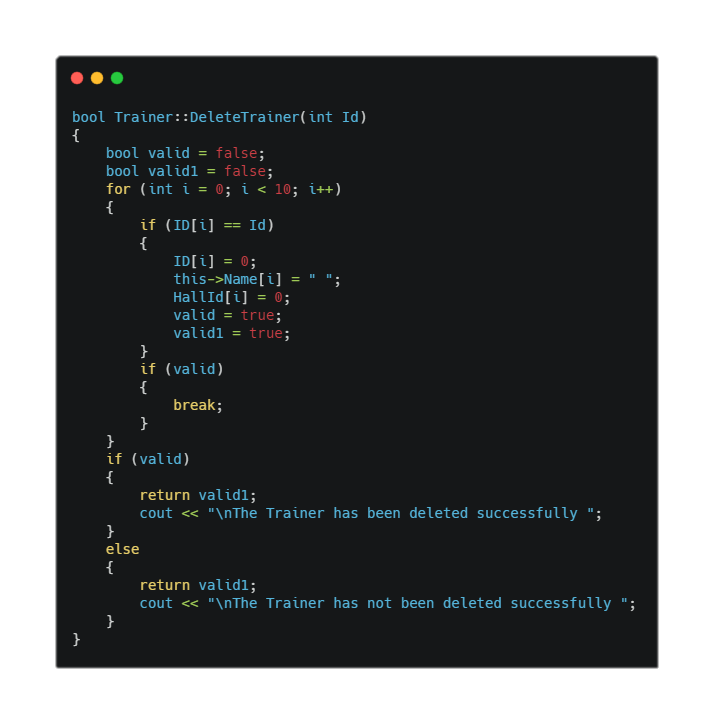 bool Trainer::DeleteTrainer(int Id)
{
    bool valid = false;
    bool valid1 = false;
    for (int i = 0; i < 10; i++)
    {
        if (ID[i] == Id)
        {
            ID[i] = 0;
            this->Name[i] = " ";
            HallId[i] = 0;
            valid = true;
            valid1 = true;
        }
        if (valid)
        {
            break;
        }
    }
    if (valid)
    {
        return valid1;
        cout << "\nThe Trainer has been deleted successfully ";
    }
    else
    {
        return valid1;
        cout << "\nThe Trainer has not been deleted successfully ";
    }
}